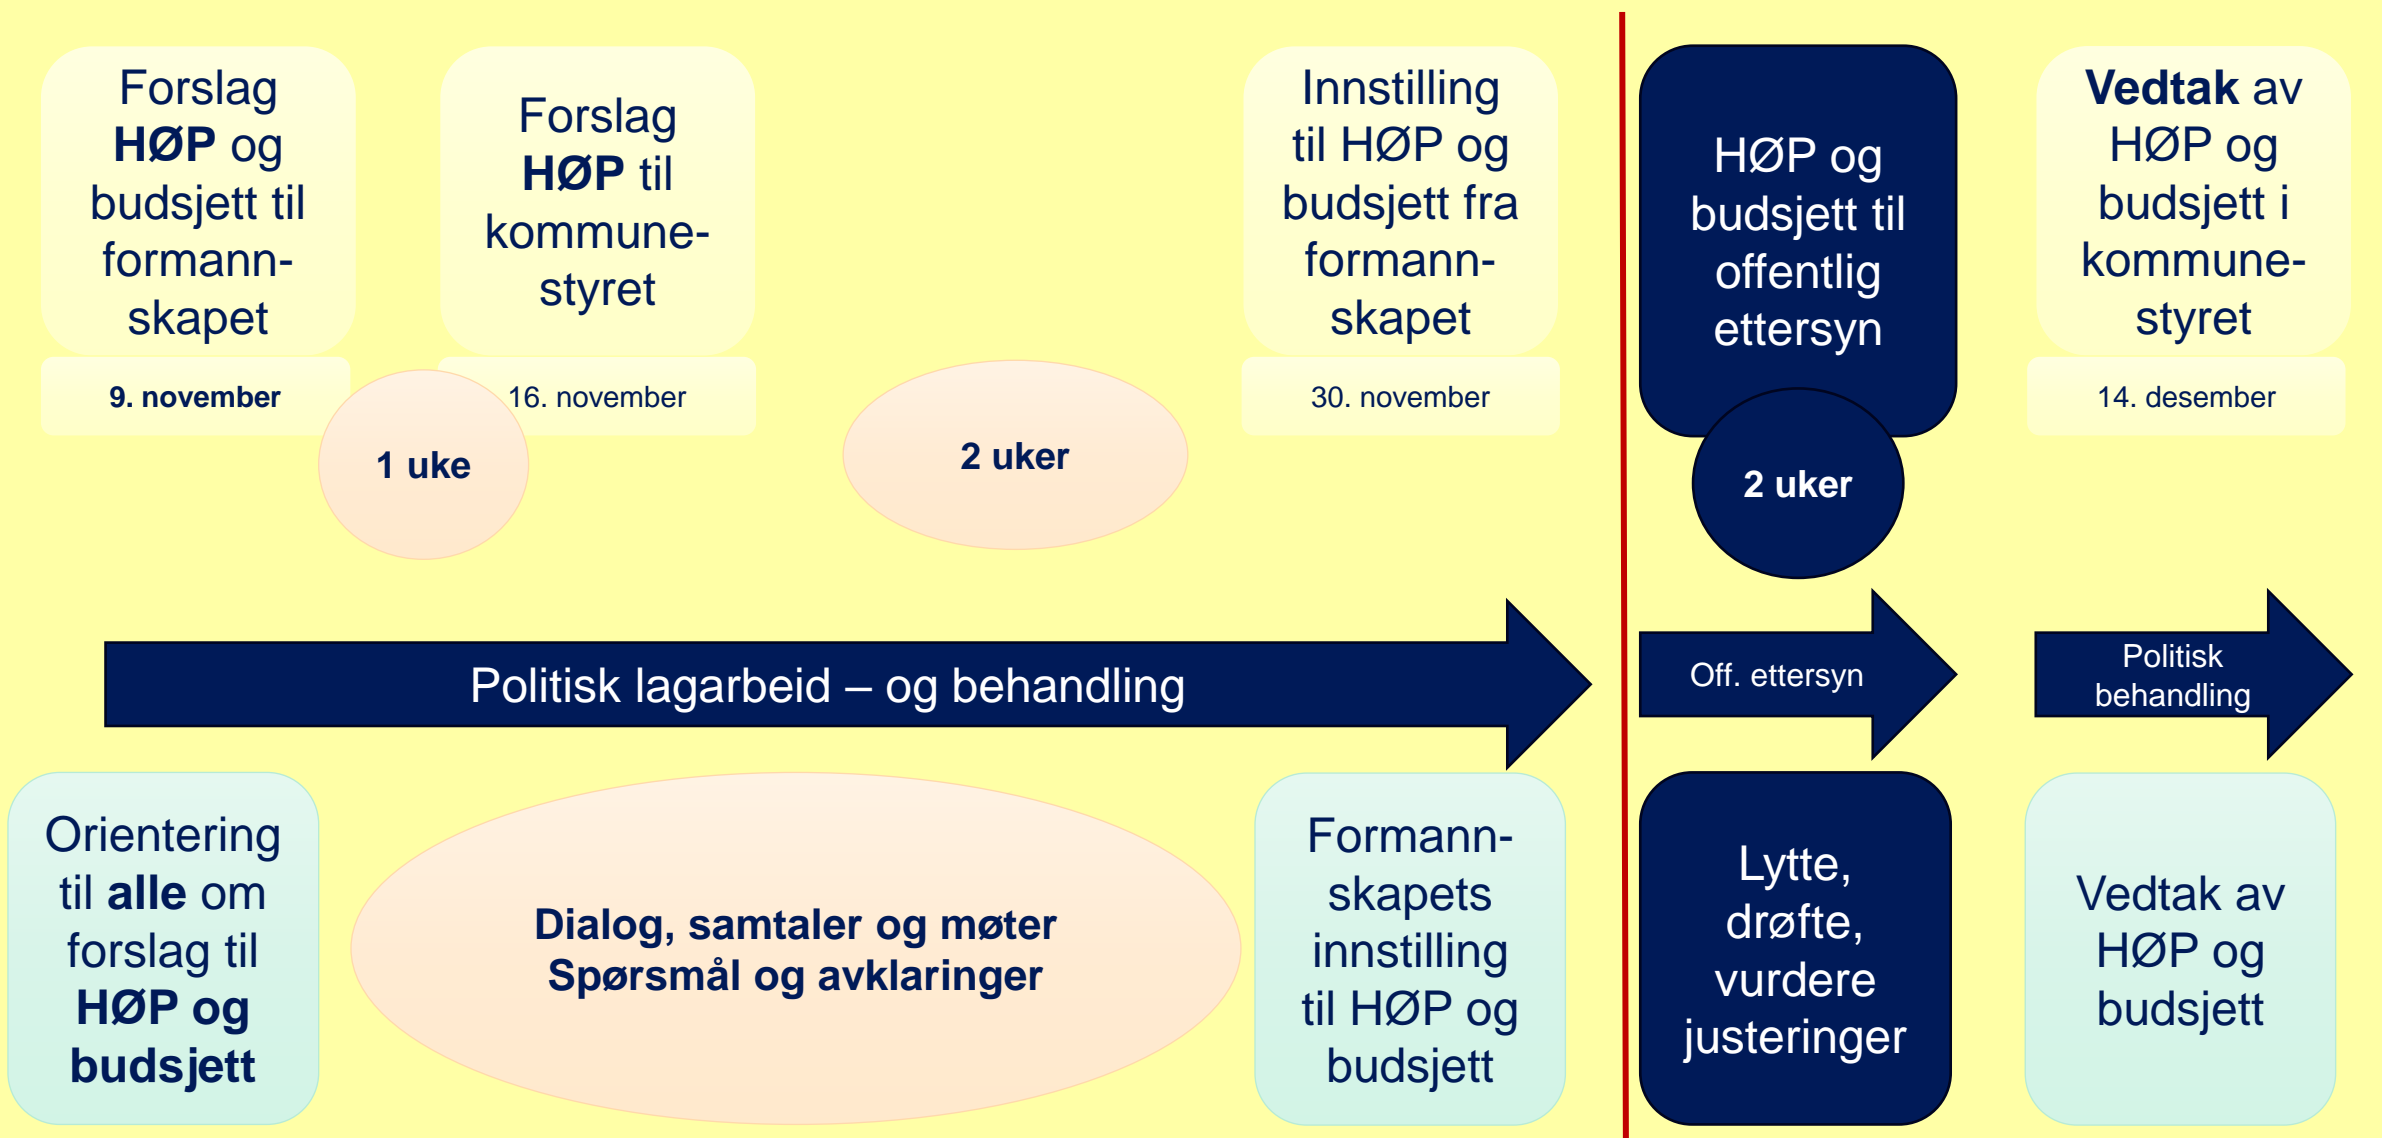 Forslag
HØP og
budsjett til
formann-
skapet
9. november
1 uke
Forslag
HØP til
kommune-
styret
16. november
2 uker
Innstilling
til HØP og
budsjett fra
formann-
skapet
30. november
HØP og
budsjett til
offentlig
ettersyn
2 uker
Vedtak av
HØP og
budsjett i
kommune-
styret
14. desember
Politisk lagarbeid – og behandling
Off. ettersyn
Politisk
behandling
Orientering
til alle om
forslag til
HØP og
budsjett
Dialog, samtaler og møter
Spørsmål og avklaringer
Formann-
skapets
innstilling
til HØP og
budsjett
Lytte,
drøfte,
vurdere
justeringer
Vedtak av
HØP og
budsjett